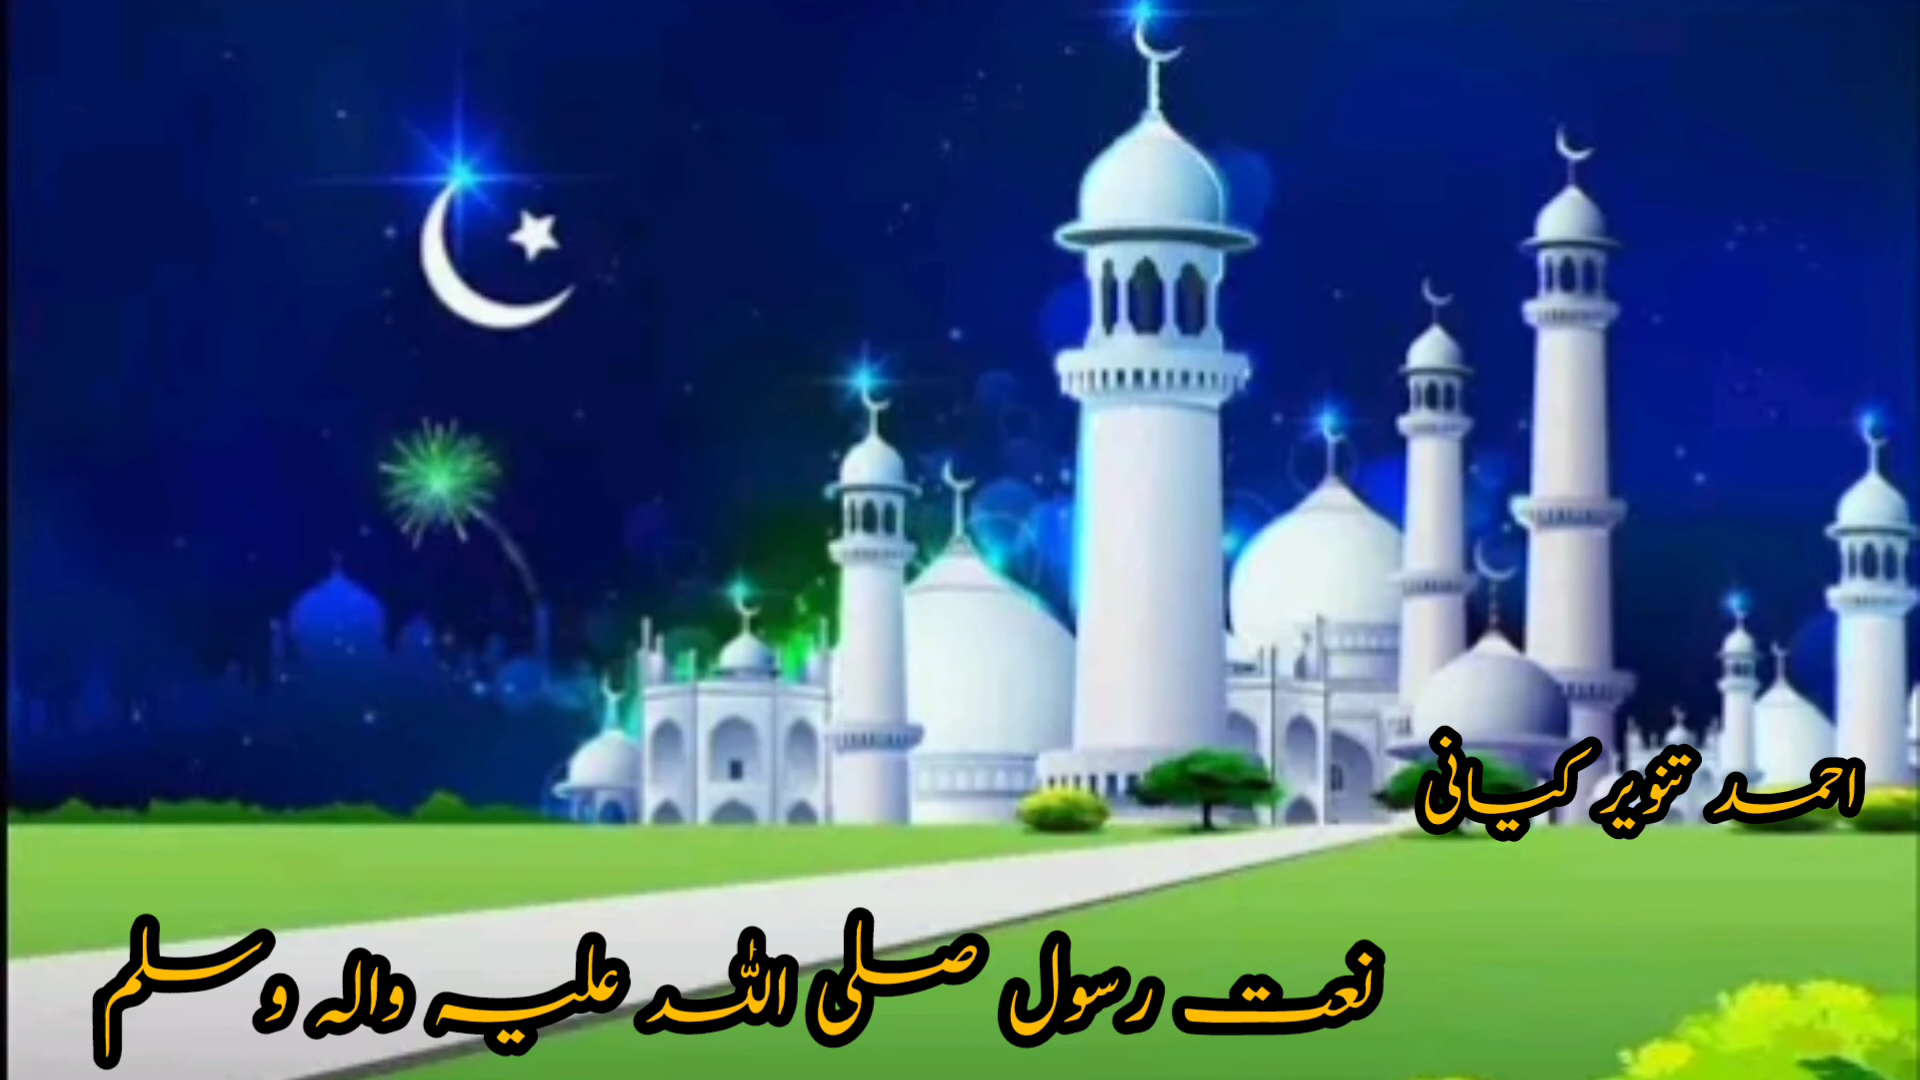 احمد تنویر کیانی
نعت رسول صلی اللہ علیہ والہ وسلم